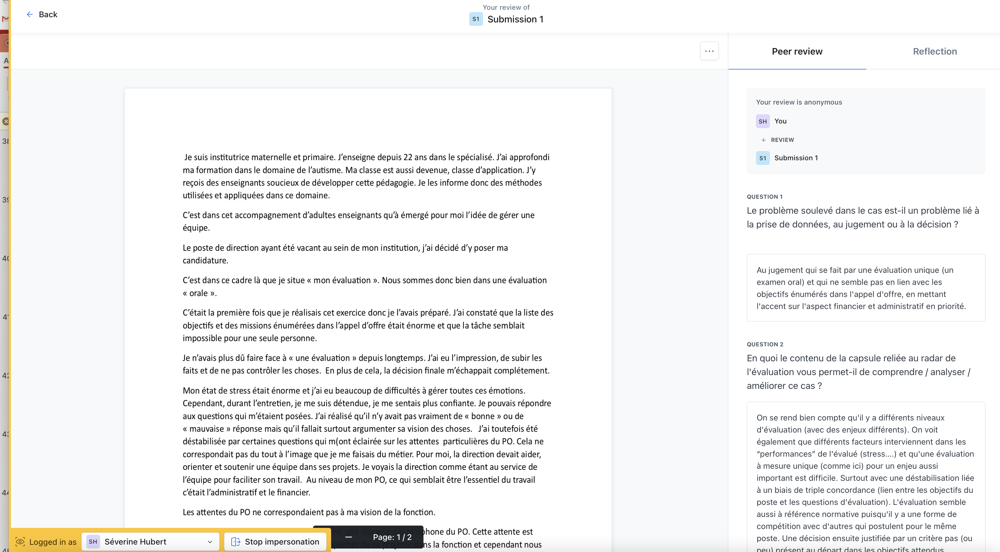 Back
Your review of
S1 Submission 1
...
Peer review
Reflection
Je suis institutrice maternelle et primaire. J’enseigne depuis 22 ans dans le spécialisé. J’ai approfondi
ma formation dans le domaine de l’autisme. Ma classe est aussi devenue, classe d’application. J’y
reçois des enseignants soucieux de développer cette pédagogie. Je les informe donc des méthodes
utilisées et appliquées dans ce domaine.
C’est dans cet accompagnement d’adultes enseignants qu’à émergé pour moi l’idée de gérer une
équipe.
Le poste de direction ayant été vacant au sein de mon institution, j’ai décidé d’y poser ma
candidature.
C’est dans ce cadre là que je situe « mon évaluation ». Nous sommes donc bien dans une évaluation
« orale ».
C’était la première fois que je réalisais cet exercice donc je l’avais préparé. J’ai constaté que la liste des
objectifs et des missions énumérées dans l’appel d’offre était énorme et que la tâche semblait
impossible pour une seule personne.
Je n’avais plus dû faire face à « une évaluation » depuis longtemps. J’ai eu l’impression, de subir les
faits et de ne pas contrôler les choses.  En plus de cela, la décision finale m’échappait complétement.
Mon état de stress était énorme et j’ai eu beaucoup de difficultés à gérer toutes ces émotions.
Cependant, durant l’entretien, je me suis détendue, je me sentais plus confiante. Je pouvais répondre
aux questions qui m’étaient posées. J’ai réalisé qu’il n’y avait pas vraiment de « bonne » ou de
« mauvaise » réponse mais qu’il fallait surtout argumenter sa vision des choses.   J’ai toutefois été
déstabilisée par certaines questions qui m(ont éclairée sur les attentes  particulières du PO. Cela ne
correspondait pas du tout à l’image que je me faisais du métier. Pour moi, la direction devait aider,
orienter et soutenir une équipe dans ses projets. Je voyais la direction comme étant au service de
l’équipe pour faciliter son travail.  Au niveau de mon PO, ce qui semblait être l’essentiel du travail
c’était l’administratif et le financier.
Les attentes du PO ne correspondaient pas à ma vision de la fonction.
une réponse par téléphone du PO. Cette attente est
de se projeter dans la fonction et cependant nous
Page: 1 / 2
Logged in as
SH Séverine Hubert
Stop impersonation
Your review is anonymous
SH You
REVIEW
S1 Submission 1
QUESTION 1
Le problème soulevé dans le cas est-il un problème lié à
la prise de données, au jugement ou à la décision ?
Au jugement qui se fait par une évaluation unique (un
examen oral) et qui ne semble pas en lien avec les
objectifs énumérés dans l'appel d'offre, en mettant
l'accent sur l'aspect financier et administratif en priorité.
QUESTION 2
En quoi le contenu de la capsule reliée au radar de
l'évaluation vous permet-il de comprendre / analyser /
améliorer ce cas ?
On se rend bien compte qu'il y a différents niveaux
d'évaluation (avec des enjeux différents). On voit
également que différents facteurs interviennent dans les
“performances” de l'évalué (stress....) et qu'une évaluation
à mesure unique (comme ici) pour un enjeu aussi
important est difficile. Surtout avec une déstabilisation liée
à un biais de triple concordance (lien entre les objectifs du
poste et les questions d'évaluation). L'évaluation semble
aussi à référence normative puisqu'il y a une forme de
compétition avec d'autres qui postulent pour le même
poste. Une décision ensuite justifiée par un critère pas (ou
peu) présent au départ dans les objectifs attendus